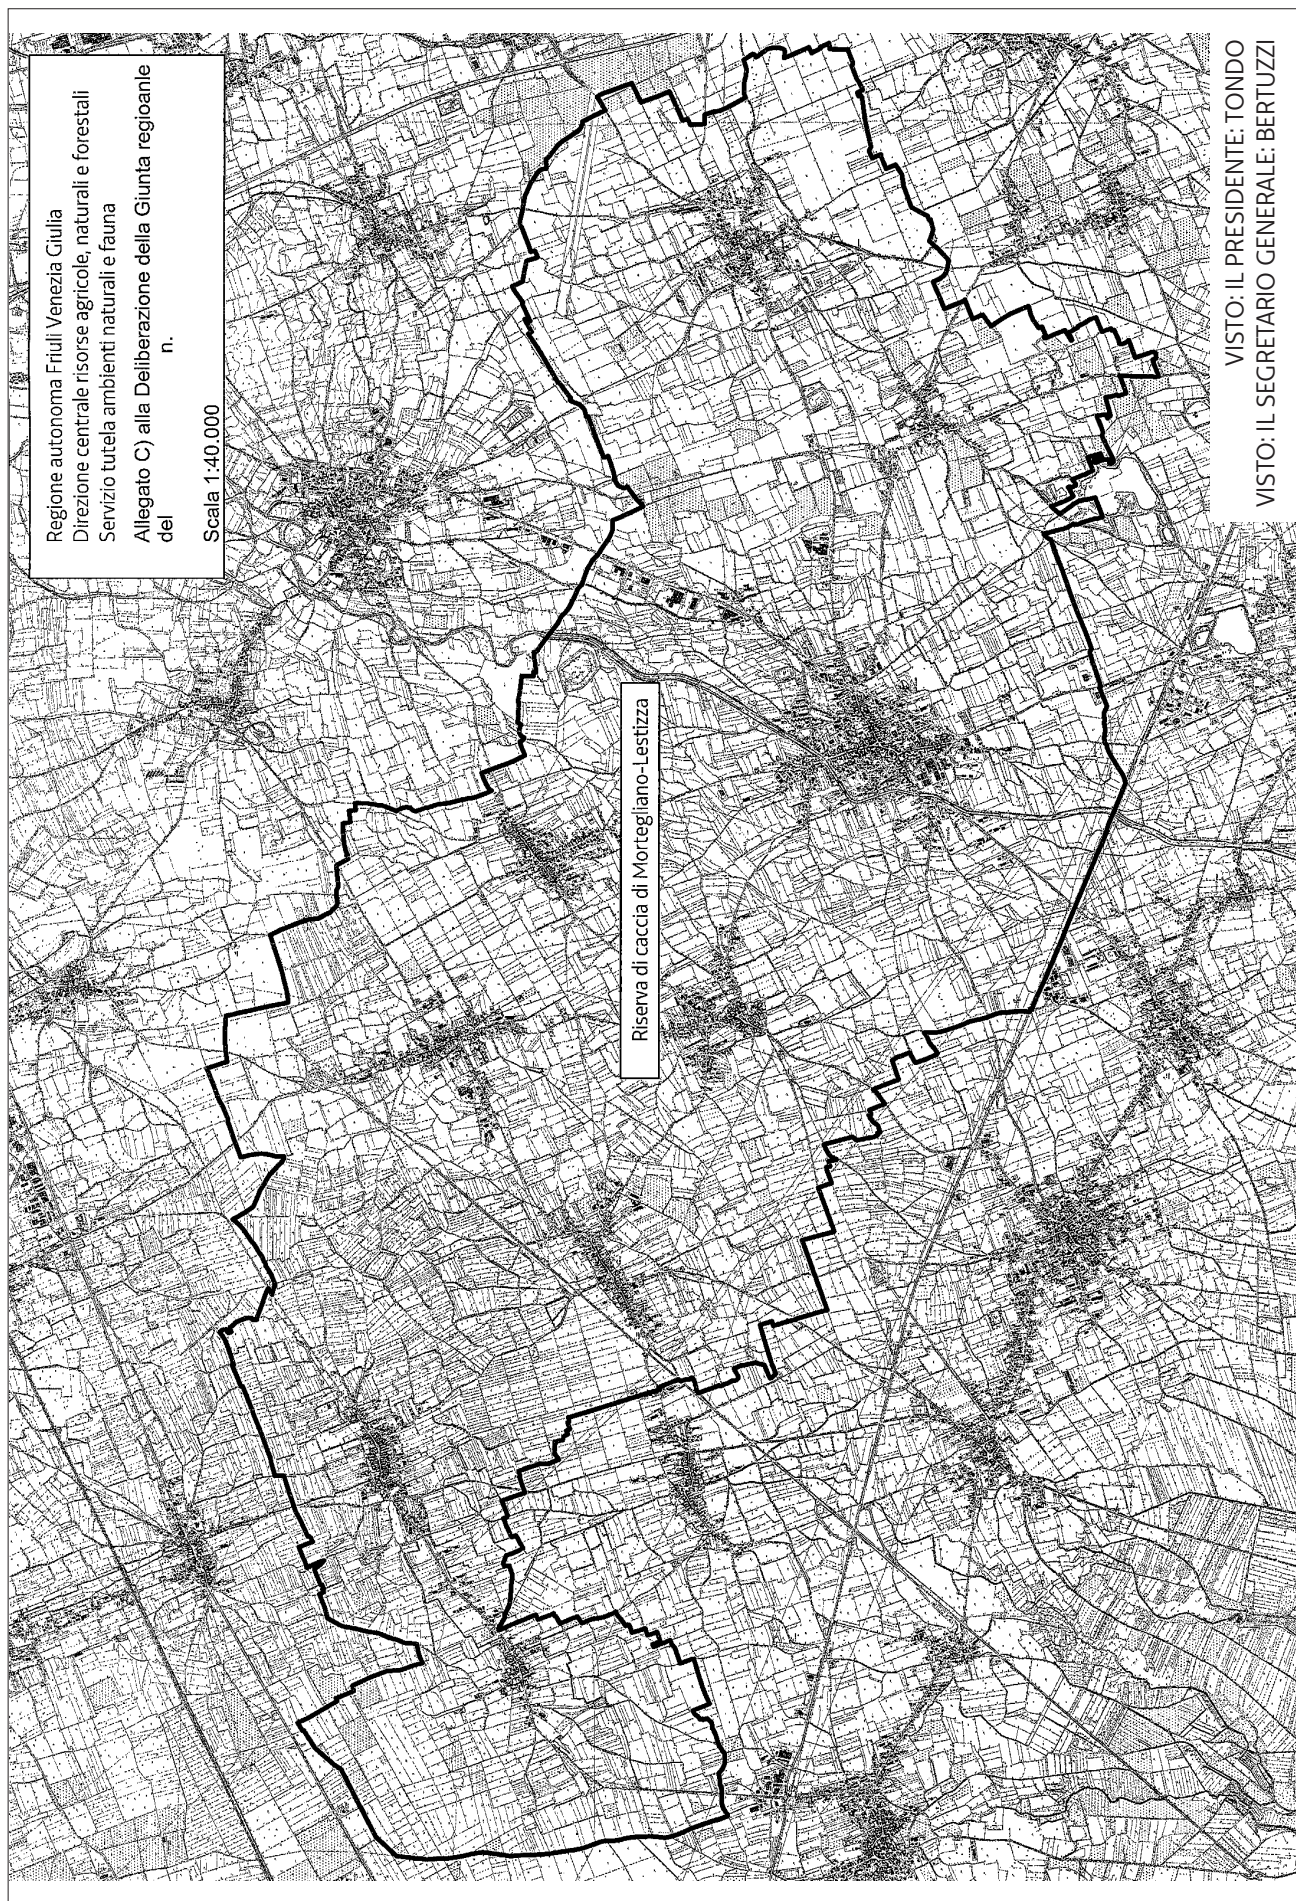 Regione autonoma Friuli Venezia Giulia
Direzione centrale risorse agricole, naturali e forestali
Servizio tutela ambienti naturali e fauna
Allegato C) alla Deliberazione della Giunta regioanle
del n.
Scala 1:40.000
Riserva di caccia di Mortegliano-Lestizza
VISTO: IL PRESIDENTE: TONDO
VISTO: IL SEGRETARIO GENERALE: BERTUZZI